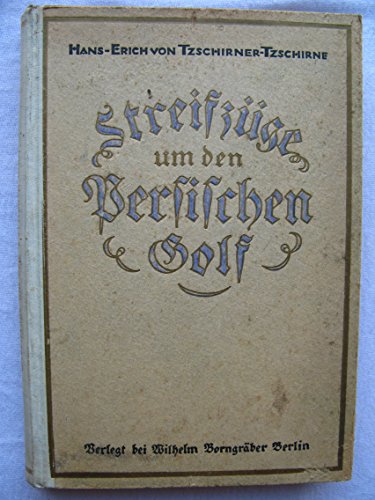 Hans-Erich von Tzschirner-Tzschirne
Streifzüge
um den
Persischen
Golf
Verlegt bei Wilhelm Borngräber Berlin